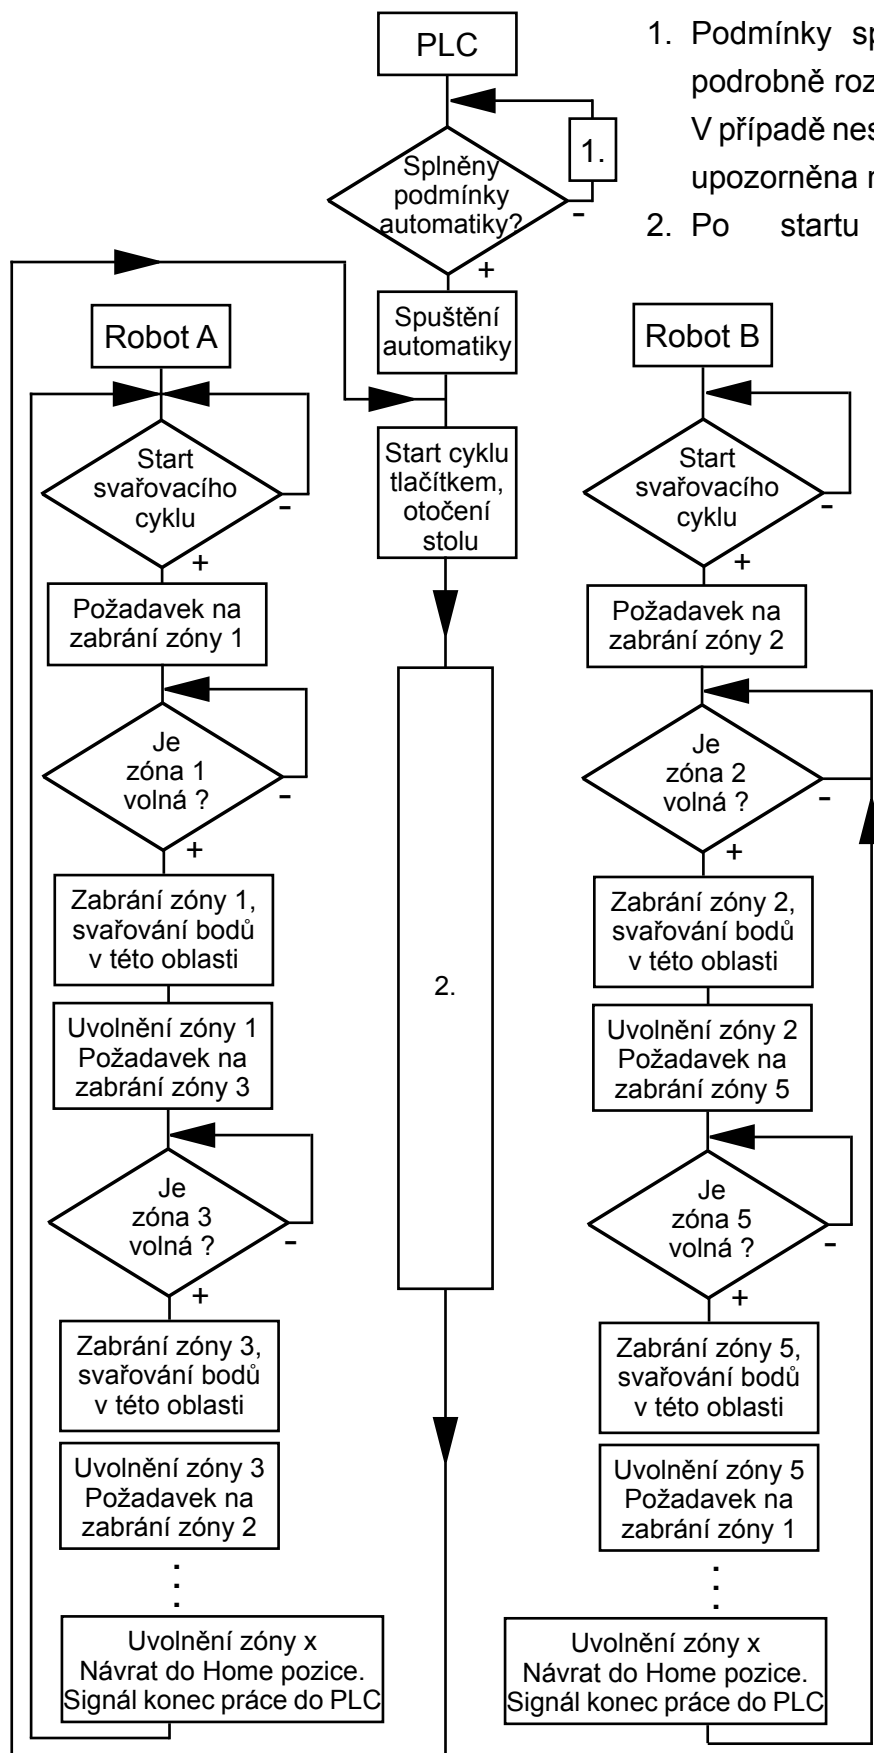 PLC
1. Podmínky
podrobně
V případě
upozorněna
2. Po startu
1.
Splněny
podmínky
automatiky?
-
+
Spuštění
automatiky
Start cyklu
tlačítkem,
otočení
stolu
2.
Robot A
Start
svařovacího
cyklu
-
+
Požadavek na
zabrání zóny 1
Je
zóna 1
volná ?
-
+
Zabrání zóny 1,
svařování bodů
v této oblasti
Uvolnění zóny 1
Požadavek na
zabrání zóny 3
Je
zóna 3
volná ?
-
+
Zabrání zóny 3,
svařování bodů
v této oblasti
Uvolnění zóny 3
Požadavek na
zabrání zóny 2
Uvolnění zóny x
Návrat do Home pozice.
Signál konec práce do PLC
Robot B
Start
svařovacího
cyklu
-
+
Požadavek na
zabrání zóny 2
Je
zóna 2
volná ?
-
+
Zabrání zóny 2,
svařování bodů
v této oblasti
Uvolnění zóny 2
Požadavek na
zabrání zóny 5
Je
zóna 5
volná ?
-
+
Zabrání zóny 5,
svařování bodů
v této oblasti
Uvolnění zóny 5
Požadavek na
zabrání zóny 1
Uvolnění zóny x
Návrat do Home pozice.
Signál konec práce do PLC